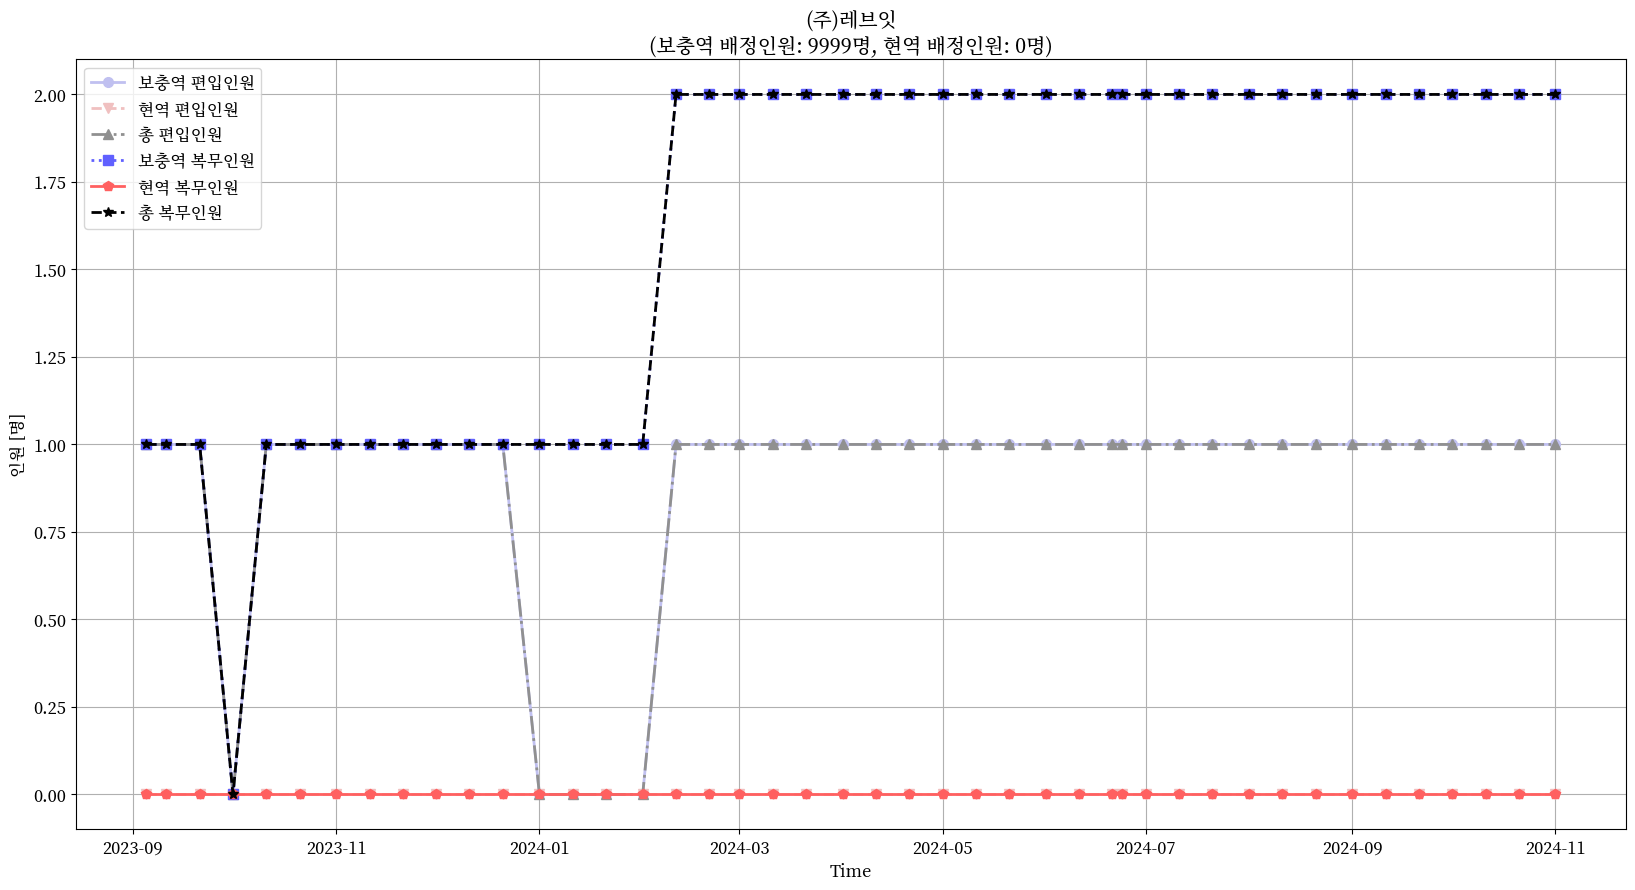 (주)레브잇
(보충역 배정인원: 9999명, 현역 배정인원: 0명)
보충역 편입인원
현역 편입인원
총 편입인원
보충역 복무인원
현역 복무인원
총 복무인원
인원 [명]
2.00
1.75
1.50
1.25
1.00
0.75
0.50
0.25
0.00
2023-09
2023-11
2024-01
2024-03
2024-05
2024-07
2024-09
2024-11
Time